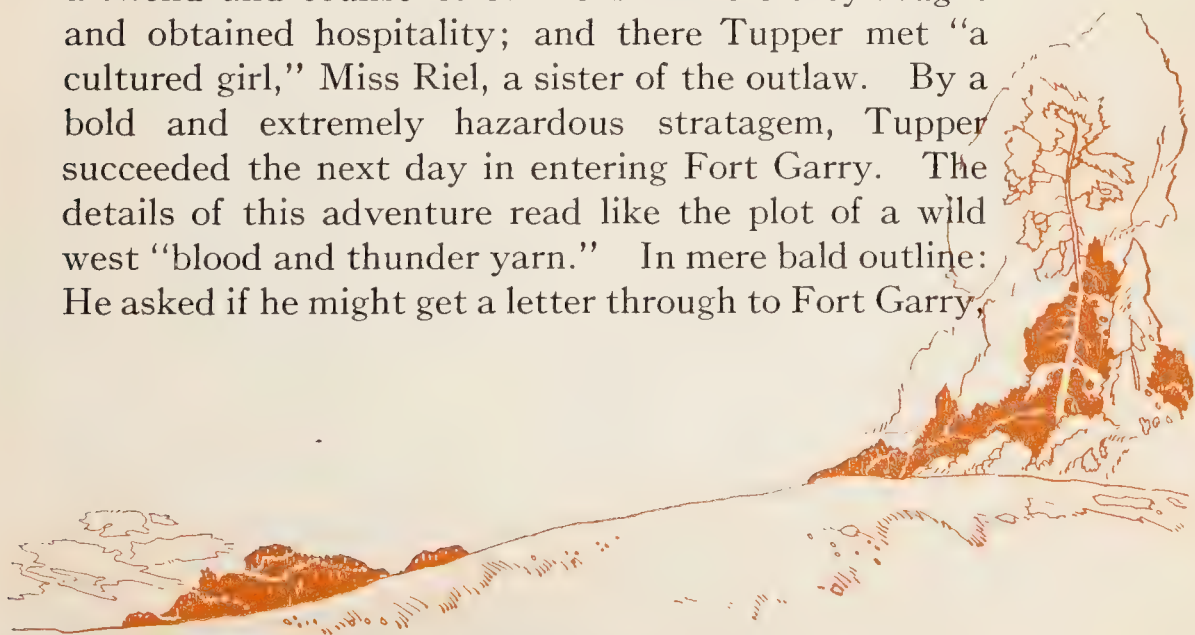 and obtained hospitality; and there Tupper met “a
cultured girl,” Miss Riel, a sister of the outlaw. By a
bold and extremely hazardous stratagem, Tupper
succeeded the next day in entering Fort Garry. The
details of this adventure read like the plot of a wild
west “blood and thunder yarn.” In mere bald outline:
He asked if he might get a letter through to Fort Garry,